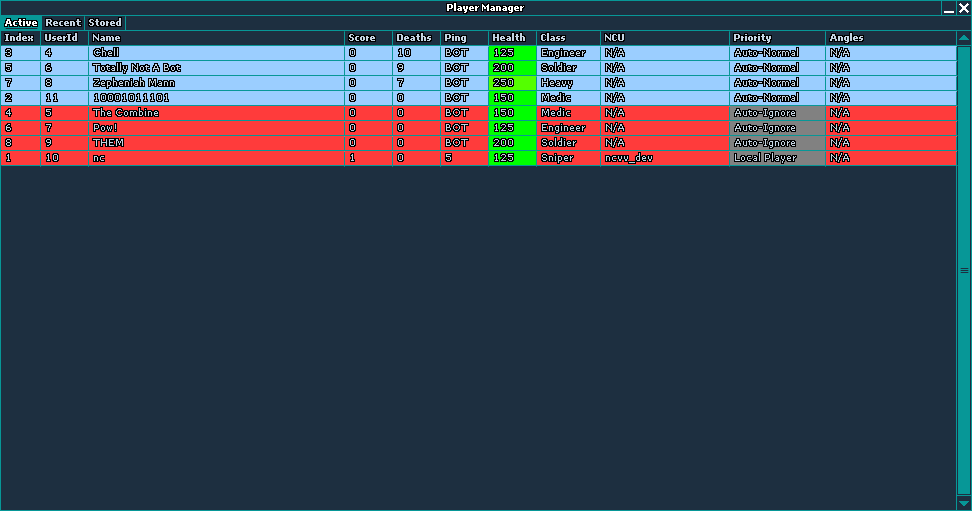 Player Manager
Active Recent Stored
Index UserId Name Score Deaths Ping Health Class NCU Priority Angles
3 4 Chell 0 10 BOT 125 Engineer N/A Auto-Normal N/A
5 6 Totally Not A Bot 0 9 BOT 200 Soldier N/A Auto-Normal N/A
7 8 Zepheniah Mann 0 7 BOT 250 Heavy N/A Auto-Normal N/A
2 11 10001011101 0 0 BOT 150 Medic N/A Auto-Normal N/A
4 5 The Combine 0 0 BOT 150 Medic N/A Auto-Ignore N/A
6 7 Pow! 0 0 BOT 125 Engineer N/A Auto-Ignore N/A
8 9 THEM 0 0 BOT 200 Soldier N/A Auto-Ignore N/A
1 10 nc 1 0 5 125 Sniper ncvv_dev Local Player N/A